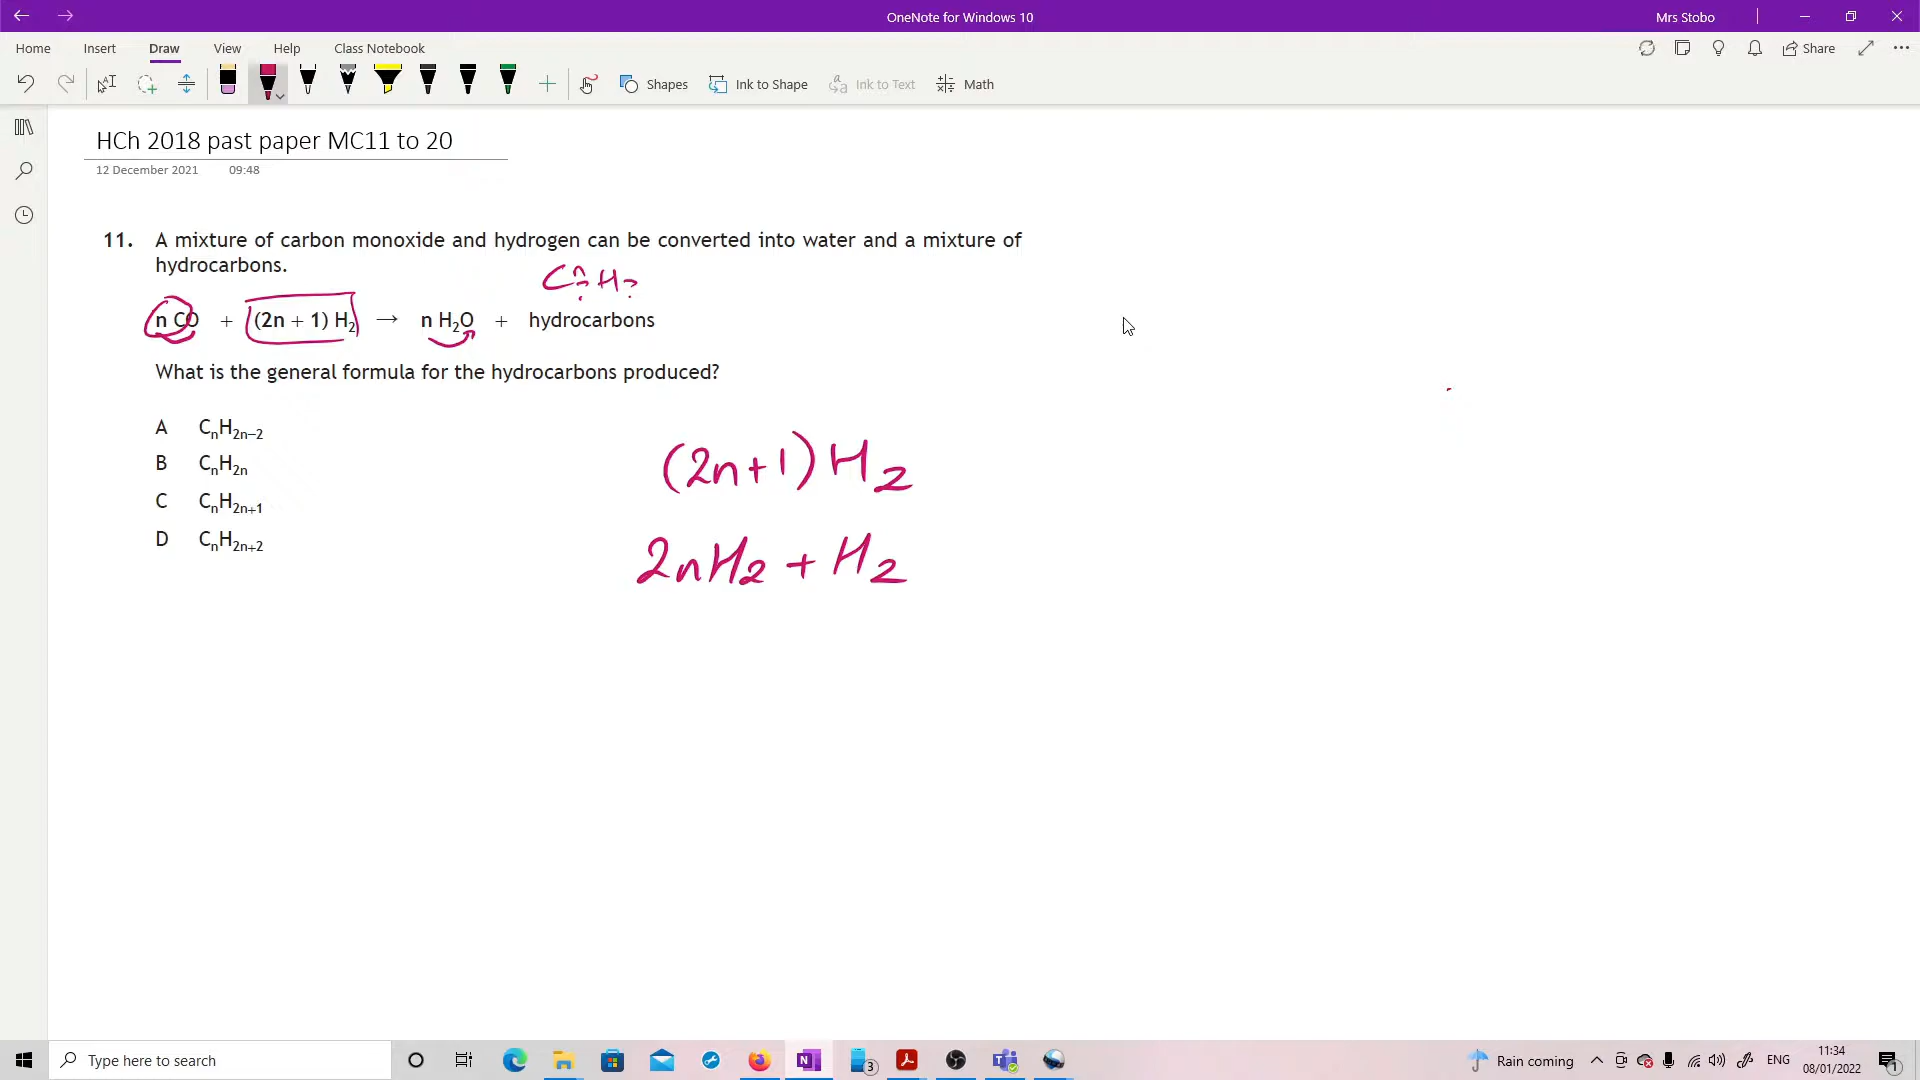 OneNote for Windows 10
Mrs Stobo
Home Insert Draw View Help Class Notebook
Share
Shapes Ink to Shape Ink to Text Math
HCh 2018 past paper MC11 to 20
12 December 2021 09:48
11. A mixture of carbon monoxide and hydrogen can be converted into water and a mixture of
hydrocarbons.
CnH?
n CO + (2n + 1) H₂ → n H₂O + hydrocarbons
What is the general formula for the hydrocarbons produced?
A CₙH₂ₙ₋₂
B CₙH₂ₙ
C CₙH₂ₙ₊₁
D CₙH₂ₙ₊₂
(2n+1) H₂
2nH₂ + H₂
Type here to search
3
Rain coming
ENG
11:34
08/01/2022
1